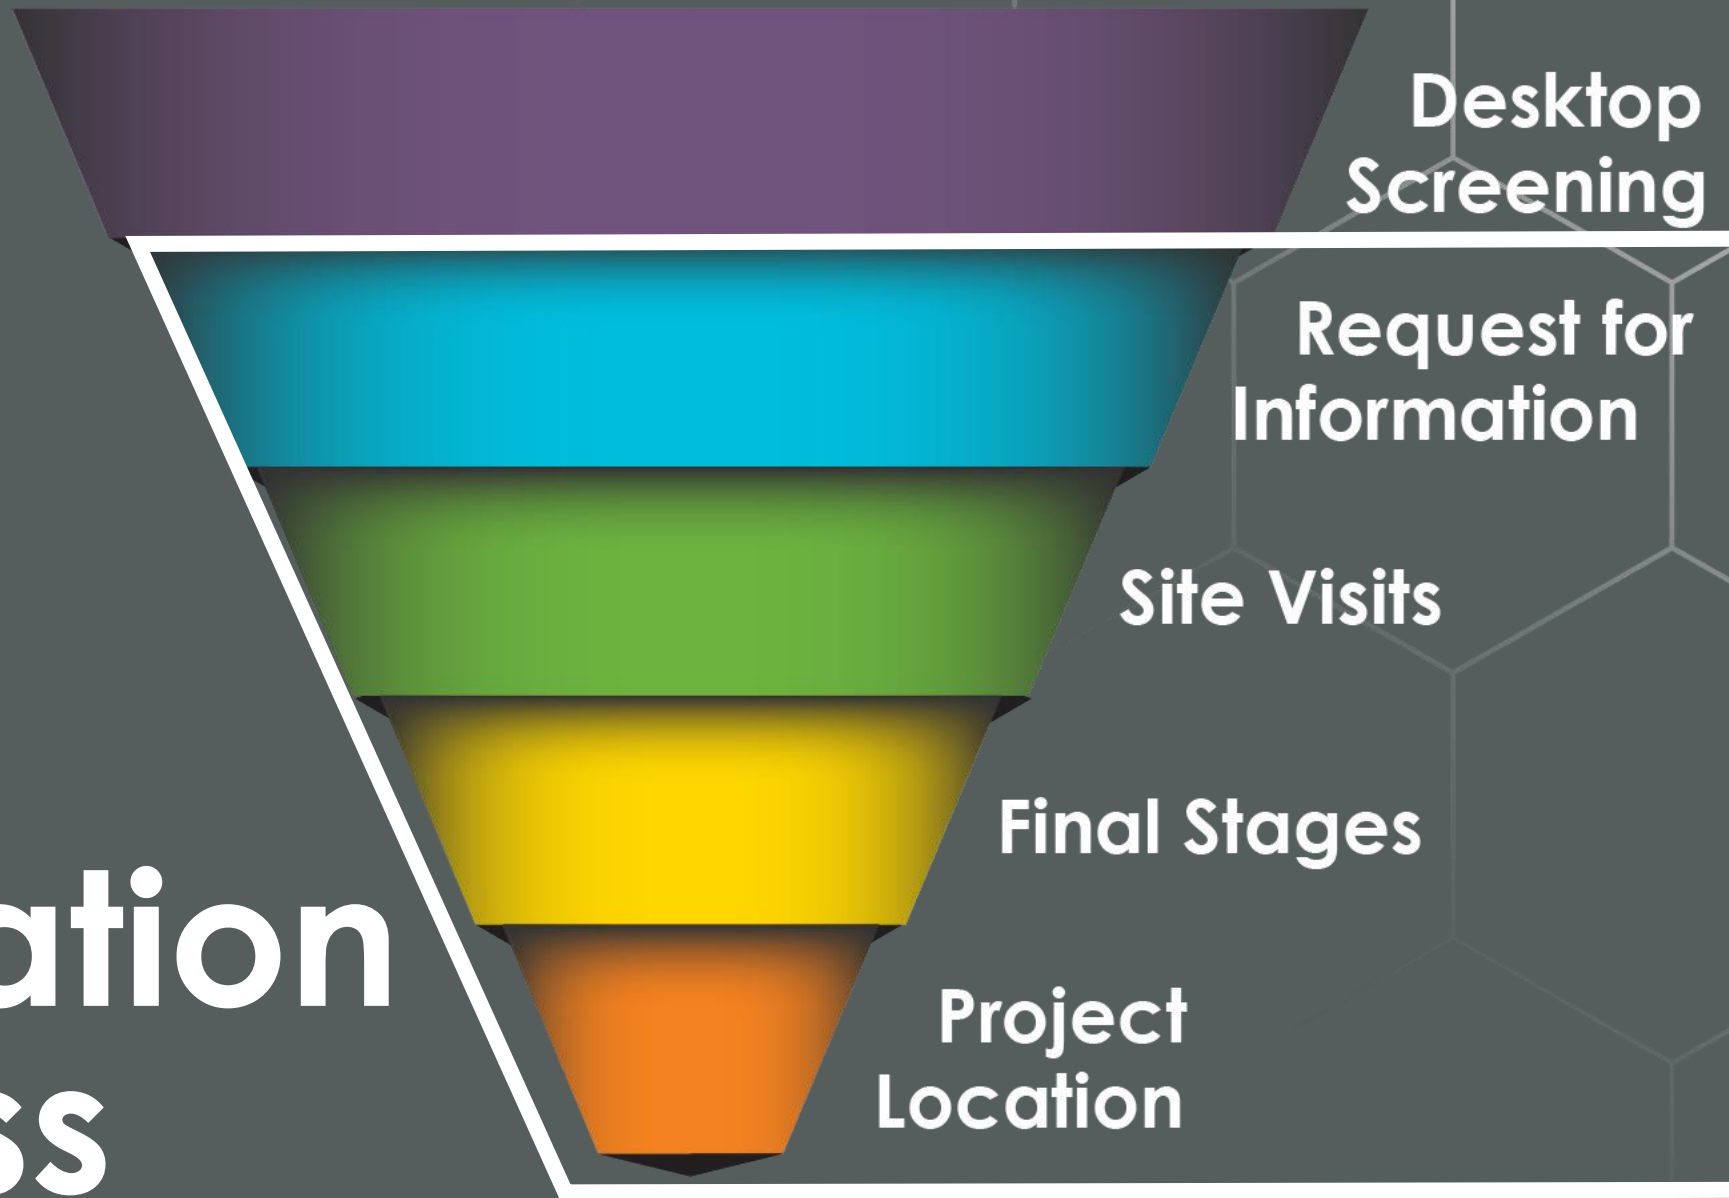 Desktop
Screening
Request for
Information
Site Visits
Final Stages
Project
Location
ation
ss